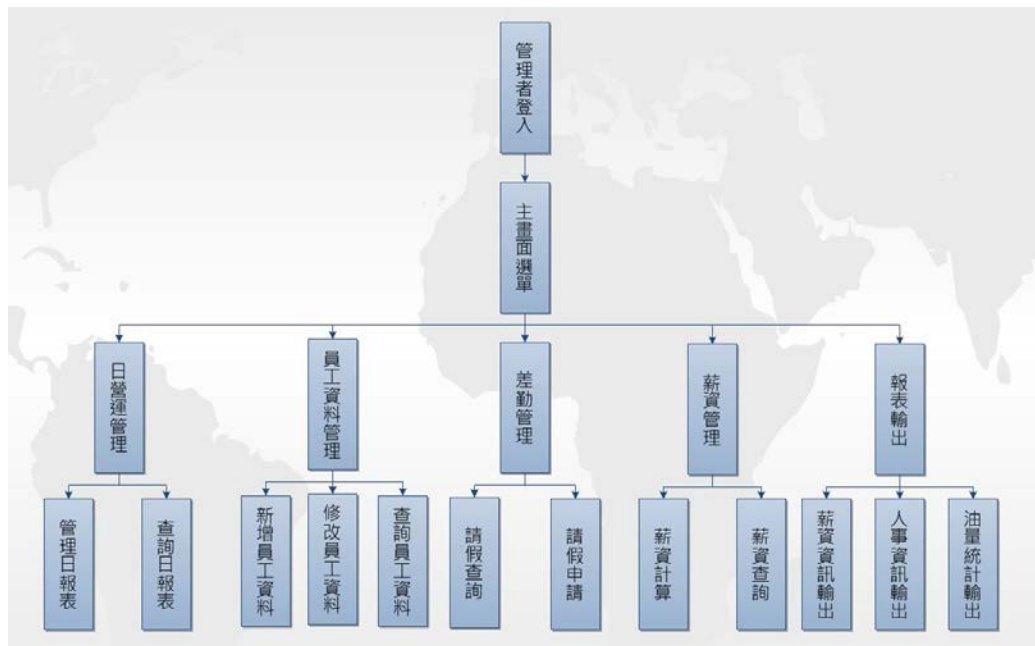 管理者登入
主畫面選單
日營運管理
員工資料管理
差勤管理
薪資管理
報表輸出
管理日報表
查詢日報表
新增員工資料
修改員工資料
查詢員工資料
請假查詢
請假申請
薪資計算
薪資查詢
薪資資訊輸出
人事資訊輸出
油量統計輸出